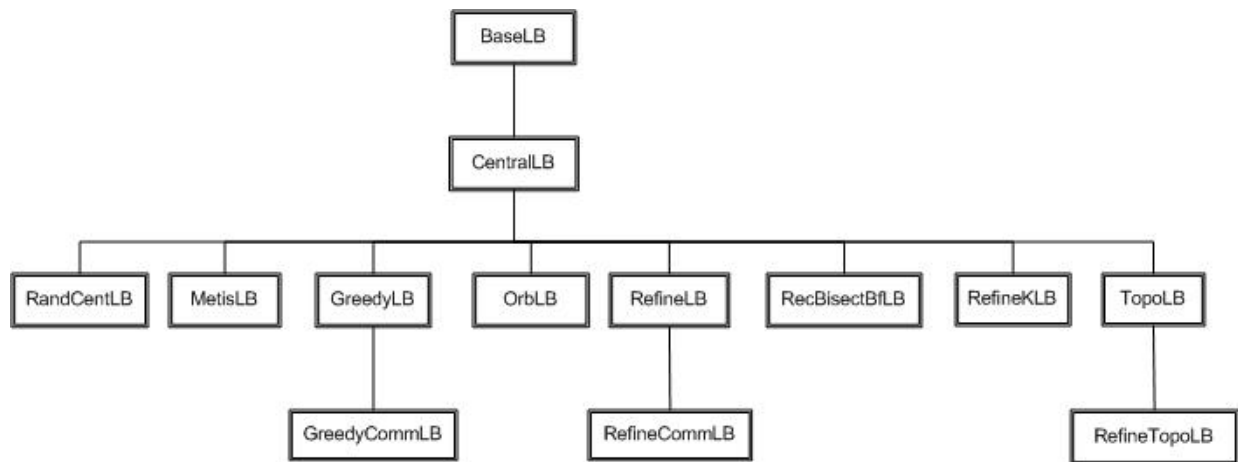 BaseLB
CentralLB
RandCentLB
MetisLB
GreedyLB
OrbLB
RefineLB
RecBisectBfLB
RefineKLB
TopoLB
GreedyCommLB
RefineCommLB
RefineTopoLB